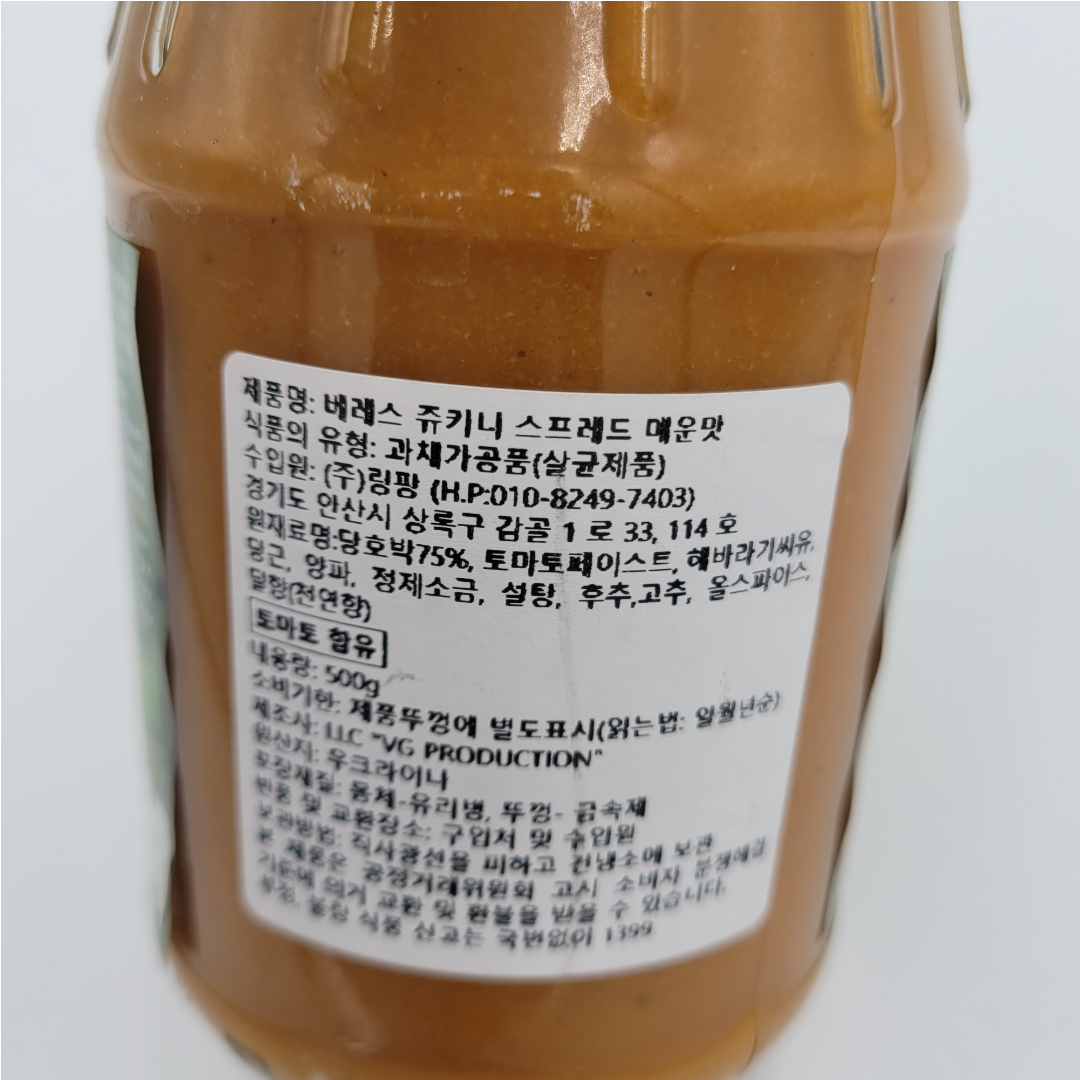 제품명: 베레스 쥬키니 스프레드 매운맛
식품의 유형: 과채가공품(살균제품)
수입원: (주)링팡 (H.P:010-8249-7403)
경기도 안산시 상록구 감골 1 로 33, 114 호
원재료명:당호박75%, 토마토페이스트, 해바라기씨유,
당근, 양파, 정제소금, 설탕, 후추,고추, 올스파이스,
딜향(천연향)
토마토 함유
내용량: 500g
소비기한: 제품뚜껑에 별도표시(읽는법: 일월년순)
제조사: LLC "VG PRODUCTION"
원산지: 우크라이나
포장재질: 몸체-유리병, 뚜껑- 금속제
반품 및 교환장소: 구입처 및 수입원
보관방법: 직사광선을 피하고 건냉소에 보관
본 제품은 공정거래위원회 고시 소비자 분쟁해결
기준에 의거 교환 및 환불을 받을 수 있습니다.
부정, 불량 식품 신고는 국번없이 1399